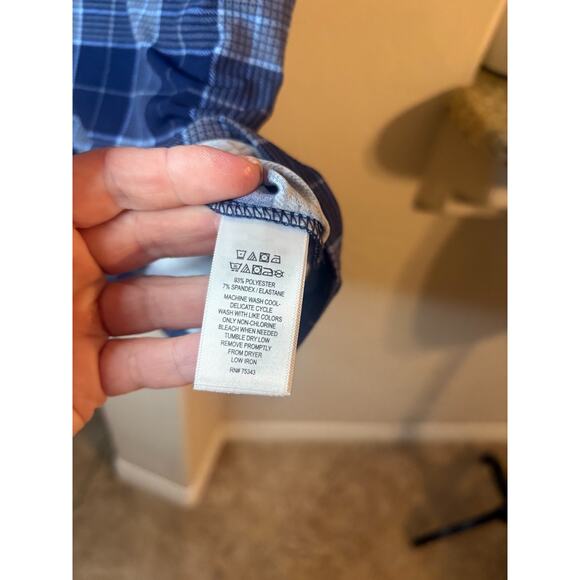 93% POLYESTER
7% SPANDEX / ELASTANE
MACHINE WASH COOL-
DELICATE CYCLE
WASH WITH LIKE COLORS
ONLY NON-CHLORINE
BLEACH WHEN NEEDED
TUMBLE DRY LOW
REMOVE PROMPTLY
FROM DRYER
LOW IRON
RN# 75343